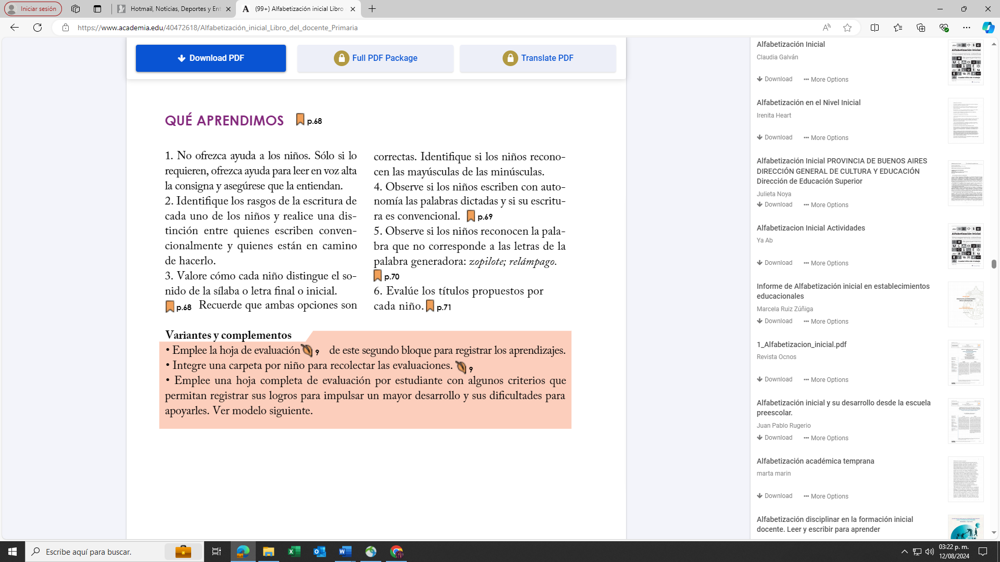 Iniciar sesión
Hotmail, Noticias, Deportes y Ent
(99+) Alfabetización inicial Libro
https://www.academia.edu/40472618/Alfabetización_inicial_Libro_del_docente_Primaria
Download PDF
Full PDF Package
Translate PDF
QUÉ APRENDIMOS p.68
1. No ofrezca ayuda a los niños. Sólo si lo
requieren, ofrezca ayuda para leer en voz alta
la consigna y asegúrese que la entiendan.
2. Identifique los rasgos de la escritura de
cada uno de los niños y realice una dis-
tinción entre quienes escriben conven-
cionalmente y quienes están en camino
de hacerlo.
3. Valore cómo cada niño distingue el so-
nido de la sílaba o letra final o inicial.
p.68 Recuerde que ambas opciones son
correctas. Identifique si los niños recono-
cen las mayúsculas de las minúsculas.
4. Observe si los niños escriben con auto-
nomía las palabras dictadas y si su escritu-
ra es convencional. p.69
5. Observe si los niños reconocen la pala-
bra que no corresponde a las letras de la
palabra generadora: zopilote; relámpago.
p.70
6. Evalúe los títulos propuestos por
cada niño. p.71
Variantes y complementos
• Emplee la hoja de evaluación 9 de este segundo bloque para registrar los aprendizajes.
• Integre una carpeta por niño para recolectar las evaluaciones. 9
• Emplee una hoja completa de evaluación por estudiante con algunos criterios que
permitan registrar sus logros para impulsar un mayor desarrollo y sus dificultades para
apoyarles. Ver modelo siguiente.
Alfabetización Inicial
Claudia Galván
Download ••• More Options
Alfabetización en el Nivel Inicial
Irenita Heart
Download ••• More Options
Alfabetización Inicial PROVINCIA DE BUENOS AIRES
DIRECCIÓN GENERAL DE CULTURA Y EDUCACIÓN
Dirección de Educación Superior
Julieta Noya
Download ••• More Options
Alfabetizacion Inicial Actividades
Ya Ab
Download ••• More Options
Informe de Alfabetización inicial en establecimientos
educacionales
Marcela Ruiz Zúñiga
Download ••• More Options
1_Alfabetizacion_inicial.pdf
Revista Ocnos
Download ••• More Options
Alfabetización inicial y su desarrollo desde la escuela
preescolar.
Juan Pablo Rugerio
Download ••• More Options
Alfabetización académica temprana
marta marin
Download ••• More Options
Alfabetización disciplinar en la formación inicial
docente. Leer y escribir para aprender
Escribe aquí para buscar.
03:22 p. m.
12/08/2024